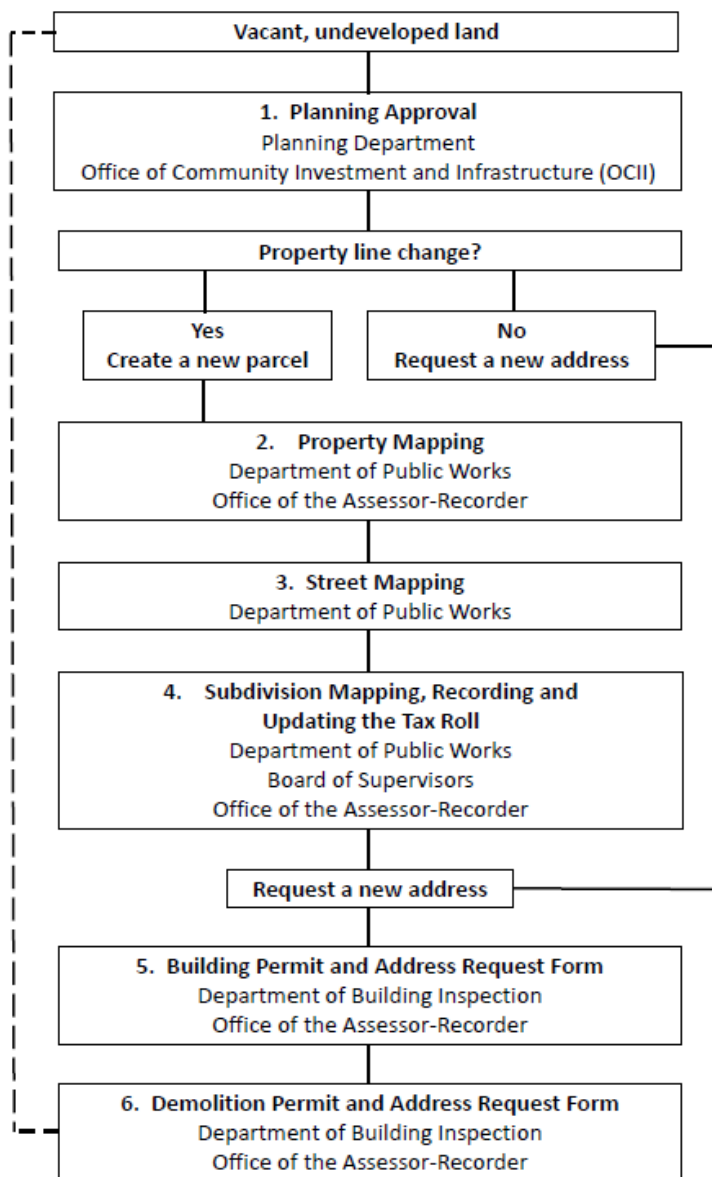 Vacant, undeveloped land
1. Planning Approval
Planning Department
Office of Community Investment and Infrastructure (OCII)
Property line change?
Yes
Create a new parcel
No
Request a new address
2. Property Mapping
Department of Public Works
Office of the Assessor-Recorder
3. Street Mapping
Department of Public Works
4. Subdivision Mapping, Recording and
Updating the Tax Roll
Department of Public Works
Board of Supervisors
Office of the Assessor-Recorder
Request a new address
5. Building Permit and Address Request Form
Department of Building Inspection
Office of the Assessor-Recorder
6. Demolition Permit and Address Request Form
Department of Building Inspection
Office of the Assessor-Recorder